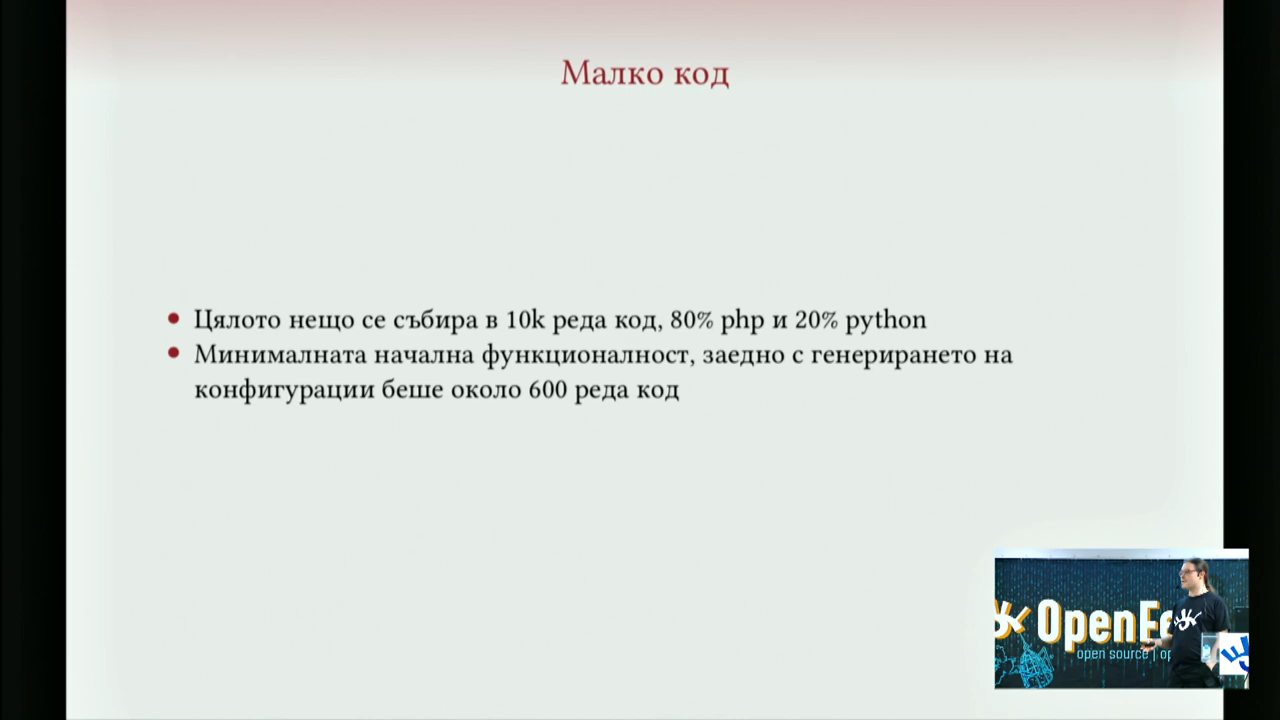 Малко код
• Цялото нещо се събира в 10k реда код, 80% php и 20% python
• Минималната начална функционалност, заедно с генерирането на
конфигурации беше около 600 реда код
OpenFe
open source | op